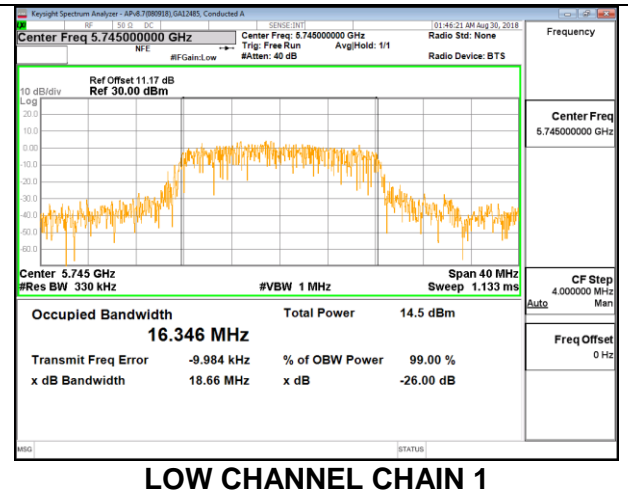 Keysight Spectrum Analyzer - APv8.7(080918),GA12485, Conducted A
RF 50 Ω DC SENSE:INT 01:46:21 AM Aug 30, 2018
Center Freq 5.745000000 GHz Center Freq: 5.745000000 GHz Radio Std: None Frequency
NFE Trig: Free Run Avg|Hold: 1/1
#IFGain:Low #Atten: 40 dB Radio Device: BTS
Ref Offset 11.17 dB
10 dB/div Ref 30.00 dBm
Log
20.0
10.0
0.00
-10.0
-20.0
-30.0
-40.0
-50.0
-60.0
Center Freq
5.745000000 GHz
Center 5.745 GHz Span 40 MHz
#Res BW 330 kHz #VBW 1 MHz Sweep 1.133 ms
CF Step
4.000000 MHz
Auto Man
Occupied Bandwidth Total Power 14.5 dBm
16.346 MHz
Freq Offset
0 Hz
Transmit Freq Error -9.984 kHz % of OBW Power 99.00 %
x dB Bandwidth 18.66 MHz x dB -26.00 dB
MSG STATUS
LOW CHANNEL CHAIN 1